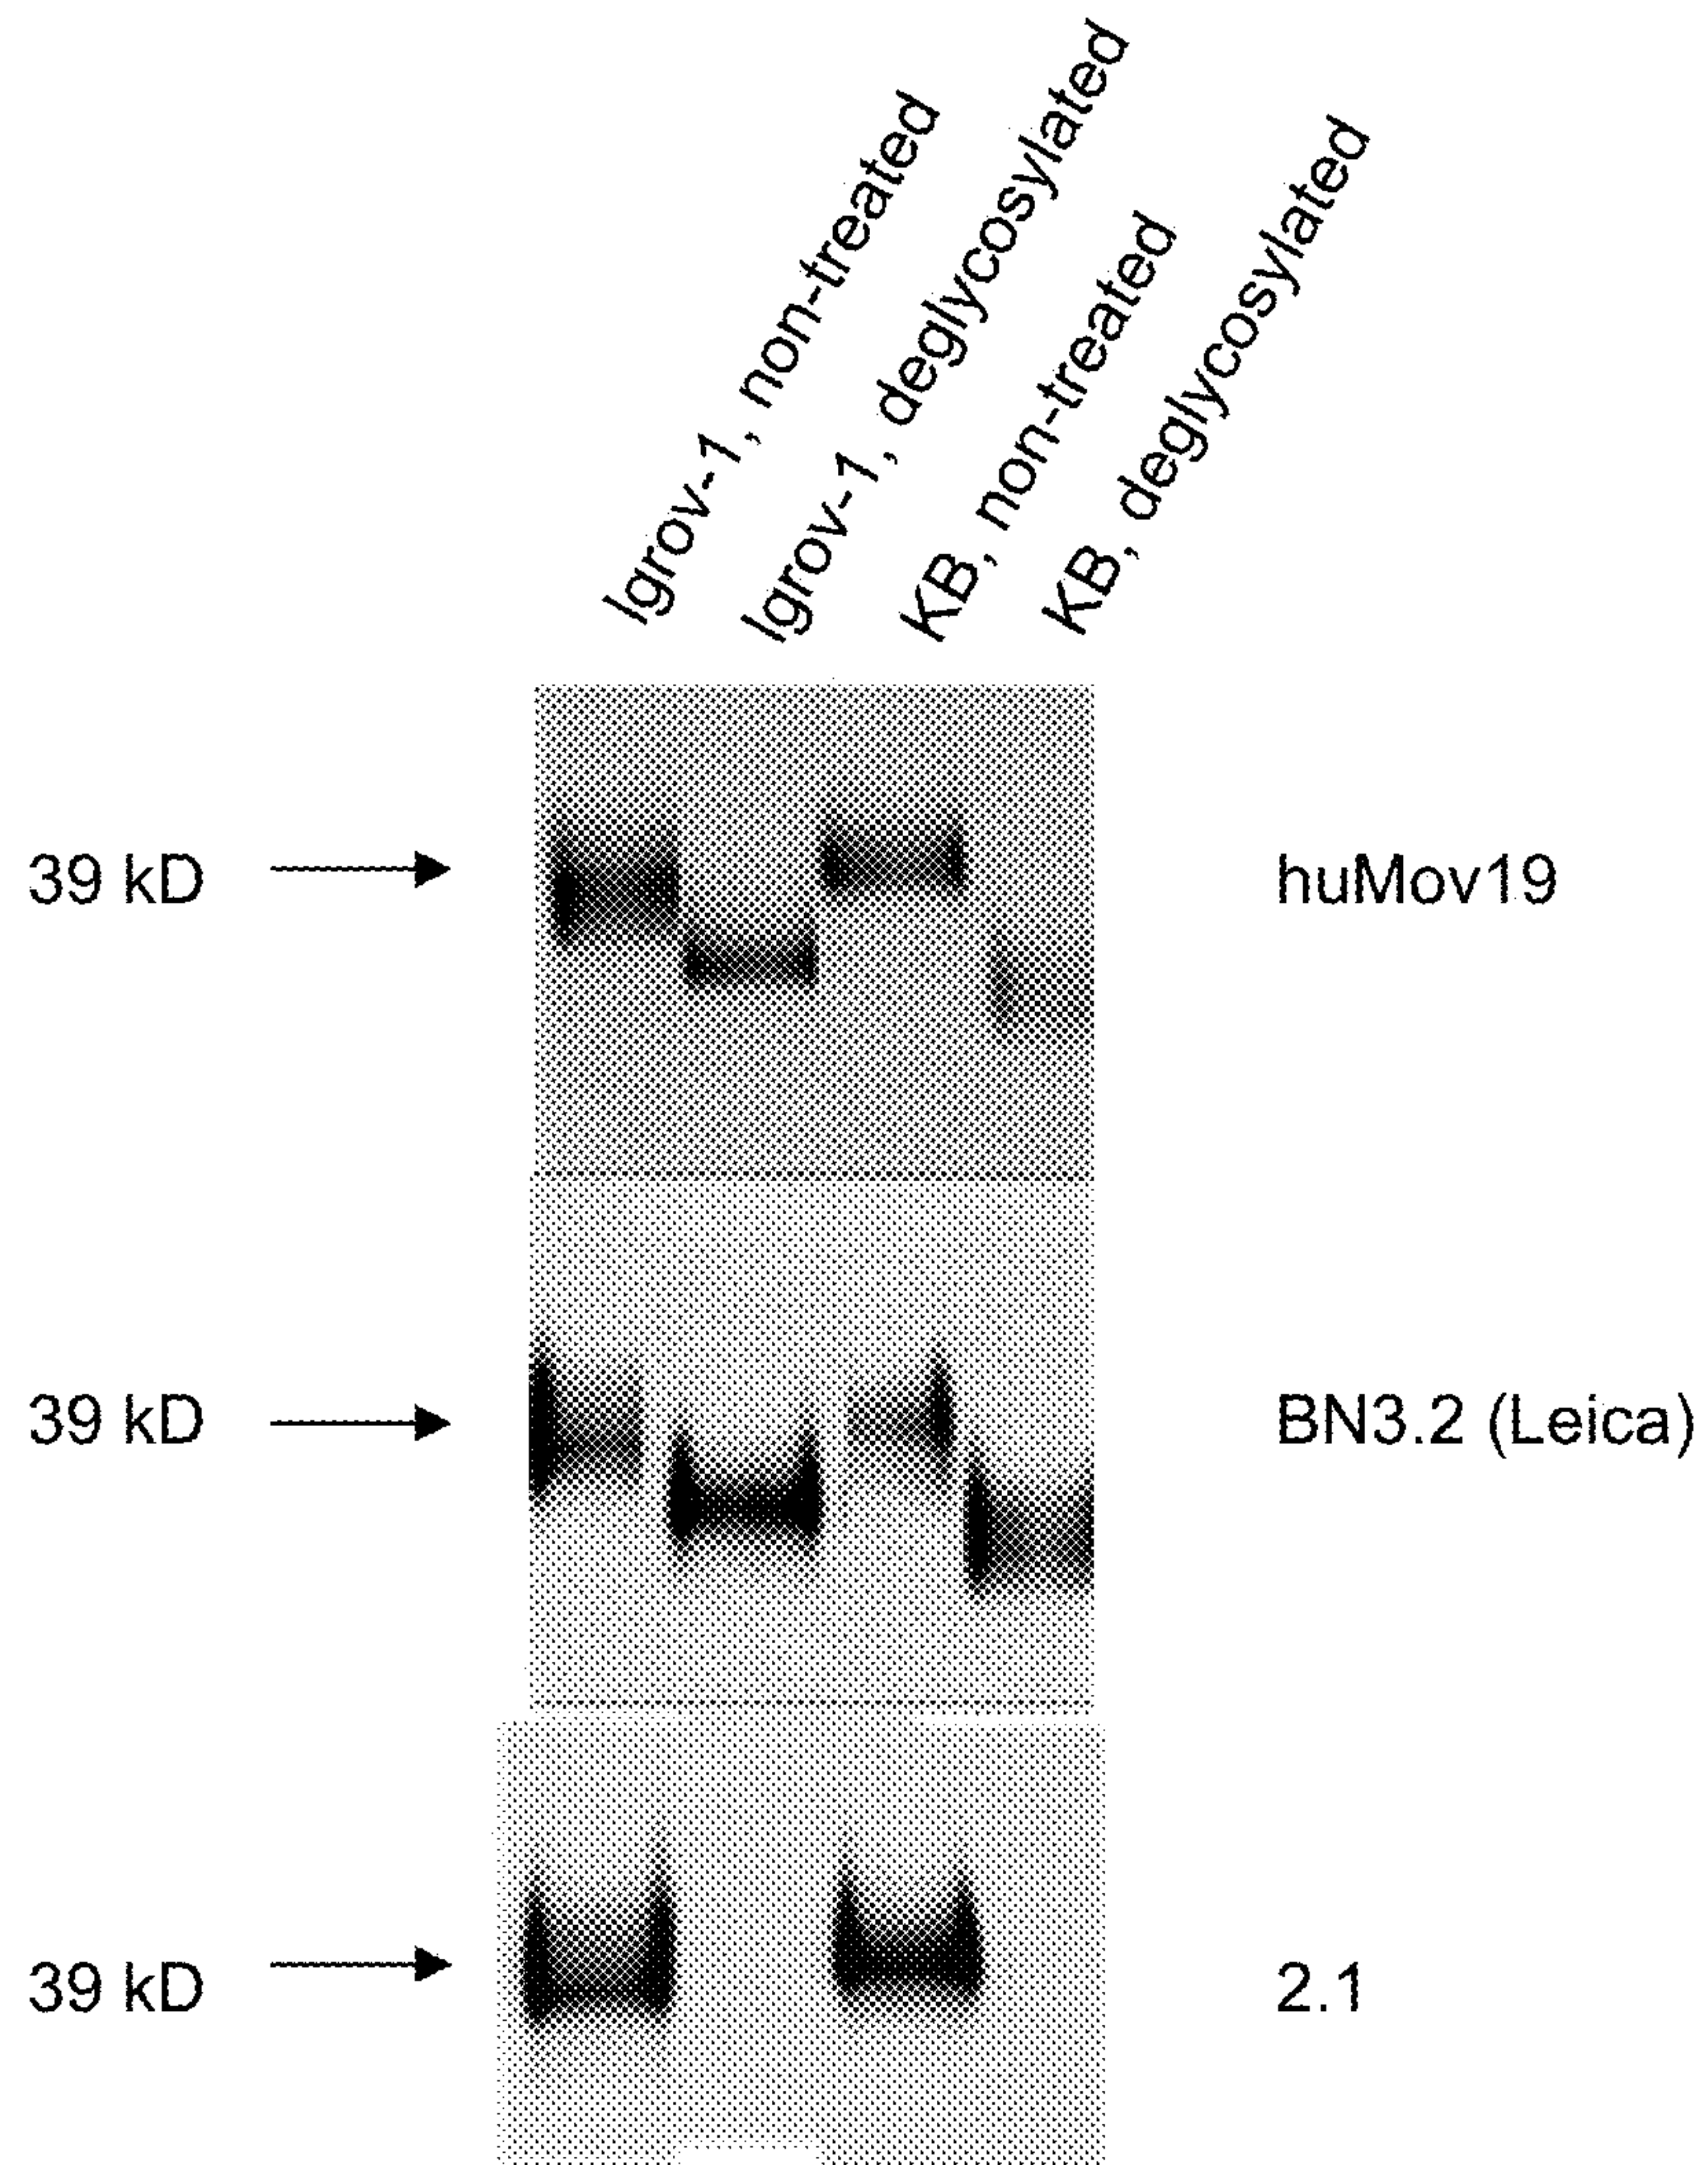 Igrov-1, non-treated
Igrov-1, deglycosylated
KB, non-treated
KB, deglycosylated
39 kD
huMov19
39 kD
BN3.2 (Leica)
39 kD
2.1